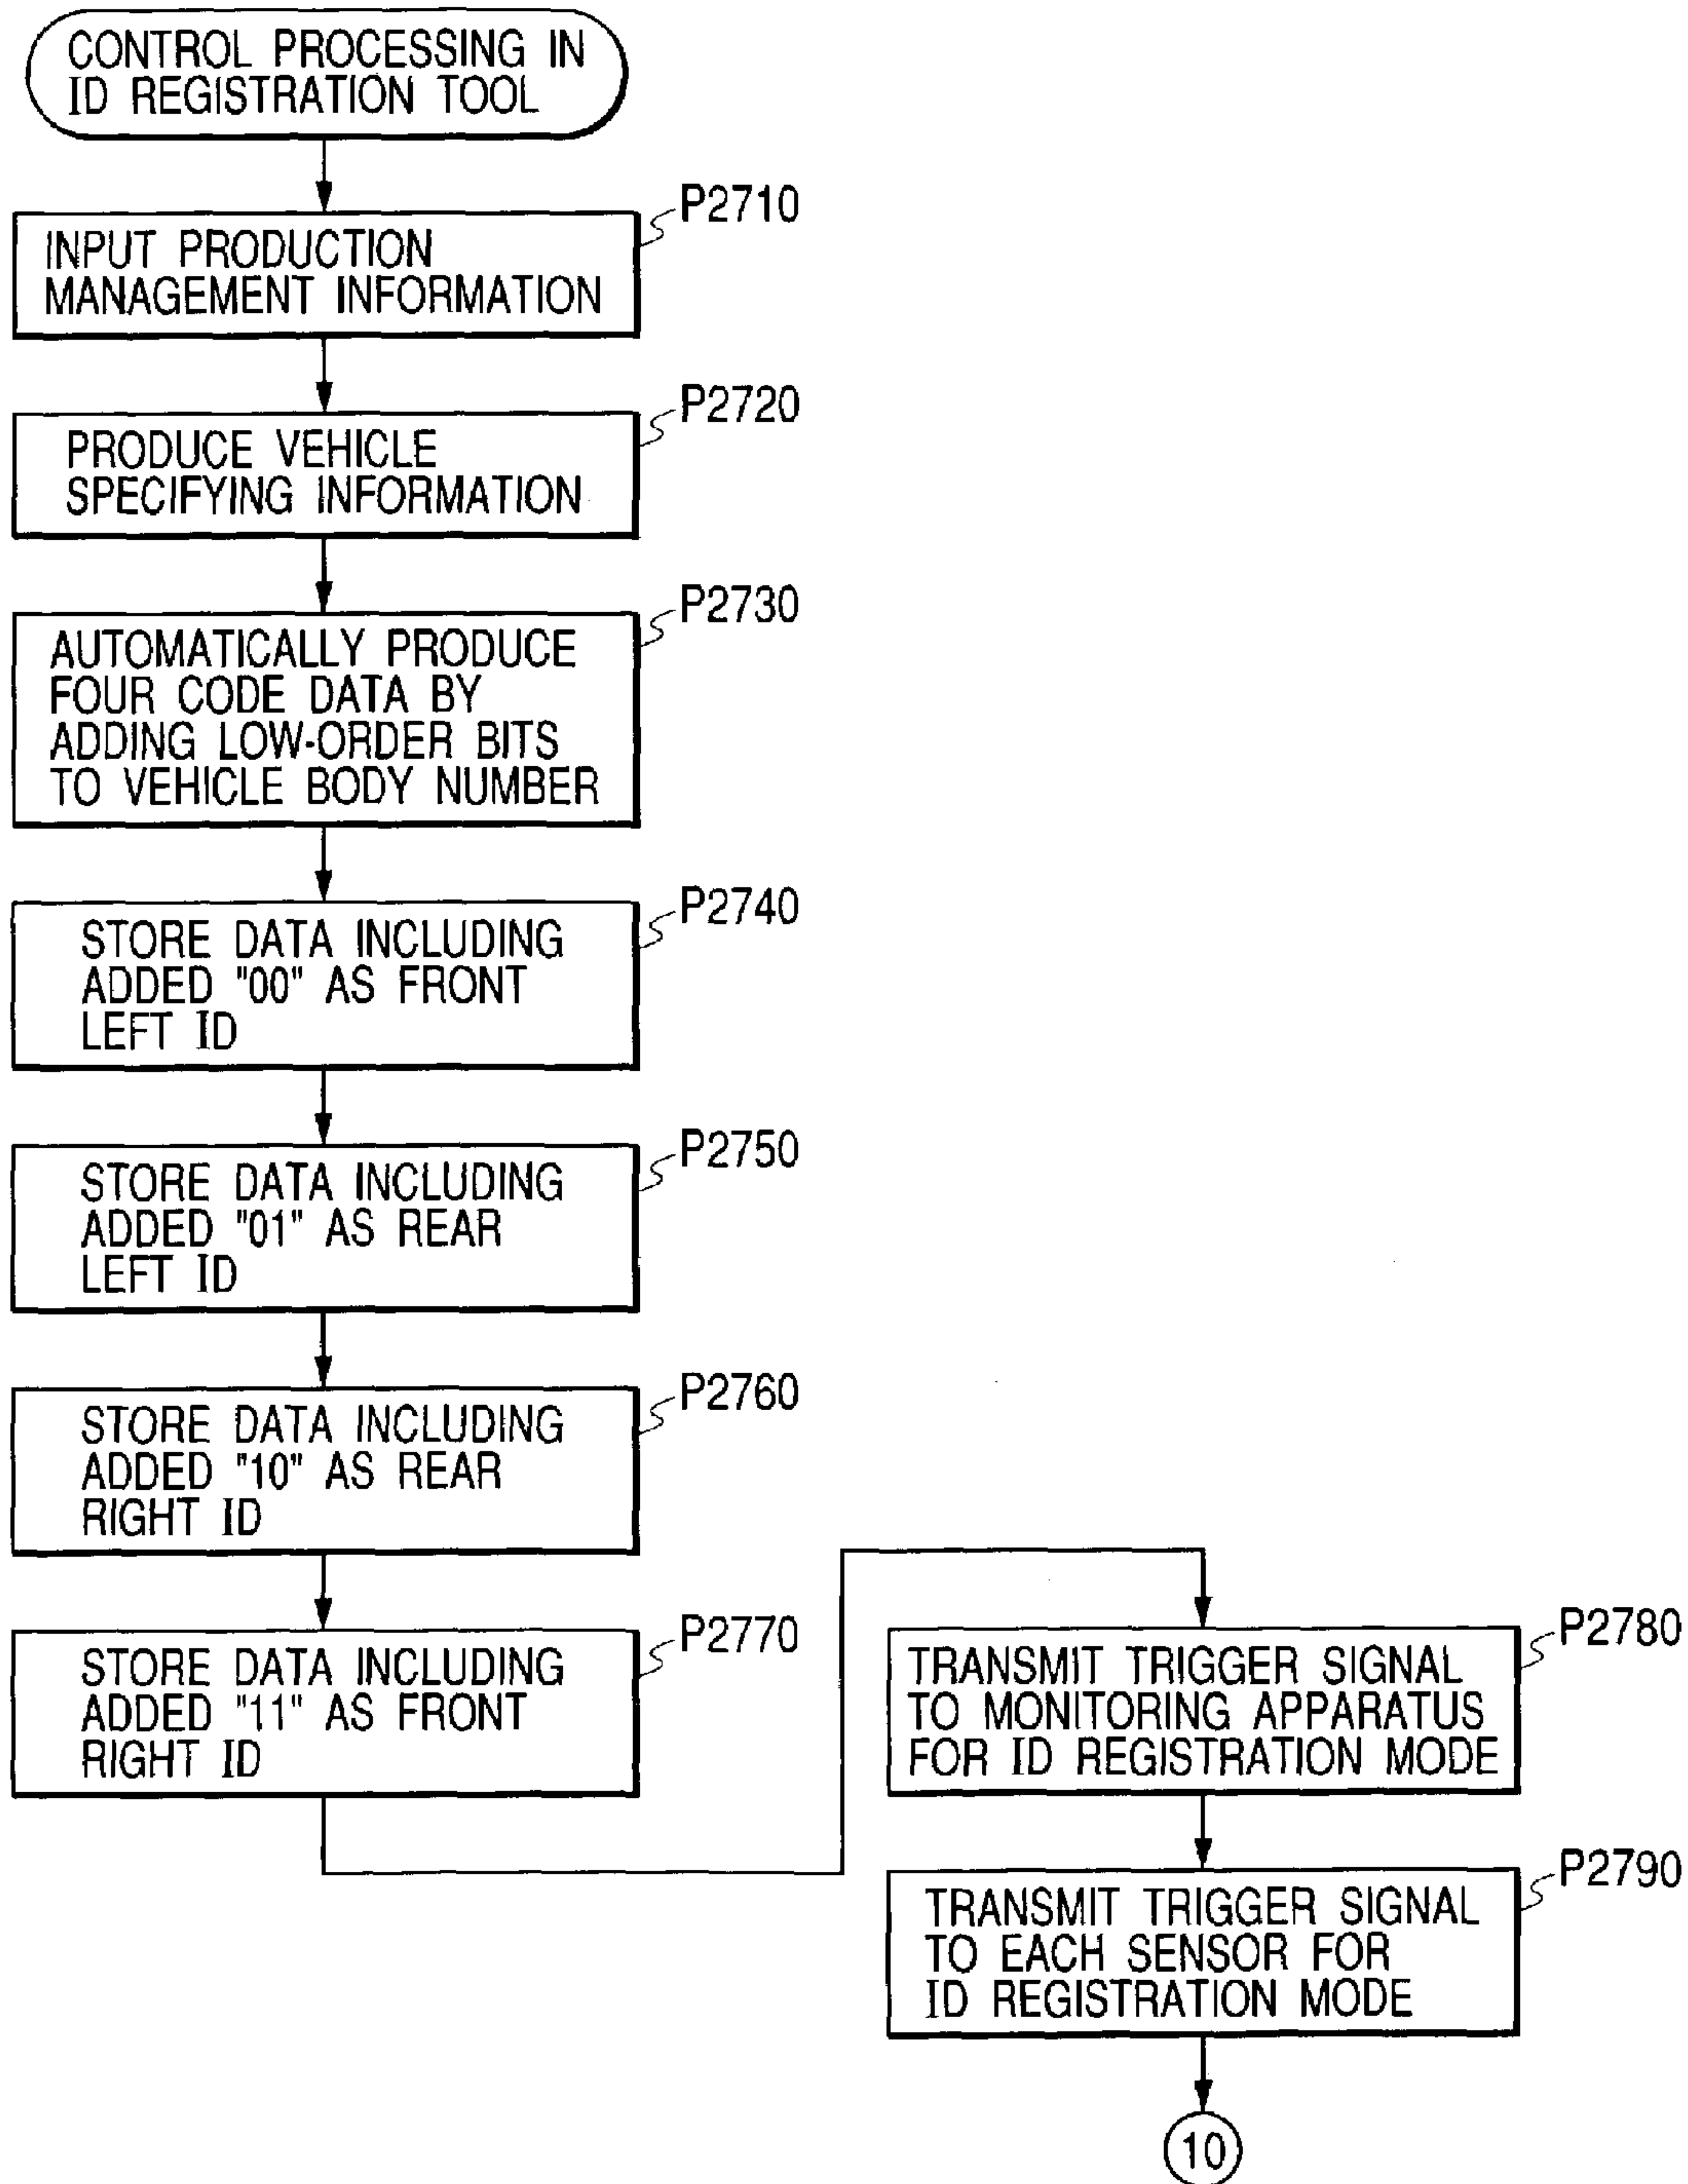 CONTROL PROCESSING IN
ID REGISTRATION TOOL
P2710
INPUT PRODUCTION
MANAGEMENT INFORMATION
P2720
PRODUCE VEHICLE
SPECIFYING INFORMATION
P2730
AUTOMATICALLY PRODUCE
FOUR CODE DATA BY
ADDING LOW-ORDER BITS
TO VEHICLE BODY NUMBER
P2740
STORE DATA INCLUDING
ADDED "00" AS FRONT
LEFT ID
P2750
STORE DATA INCLUDING
ADDED "01" AS REAR
LEFT ID
P2760
STORE DATA INCLUDING
ADDED "10" AS REAR
RIGHT ID
P2770
STORE DATA INCLUDING
ADDED "11" AS FRONT
RIGHT ID
P2780
TRANSMIT TRIGGER SIGNAL
TO MONITORING APPARATUS
FOR ID REGISTRATION MODE
P2790
TRANSMIT TRIGGER SIGNAL
TO EACH SENSOR FOR
ID REGISTRATION MODE
10